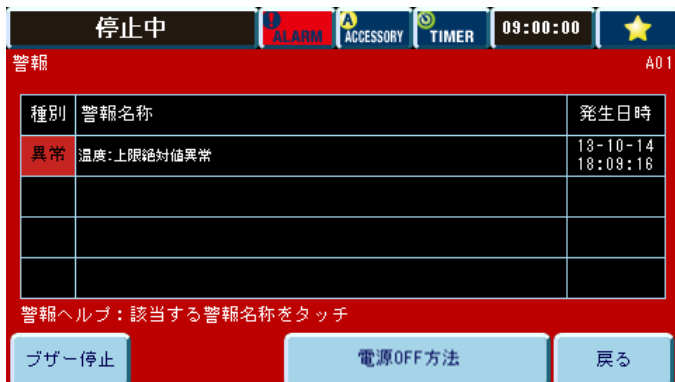 停止中 ALARM ACCESSORY TIMER 09:00:00
警報 A01
種別 警報名称 発生日時
異常 温度:上限絶対値異常 13-10-14
18:09:16
警報ヘルプ:該当する警報名称をタッチ
ブザー停止 電源OFF方法 戻る